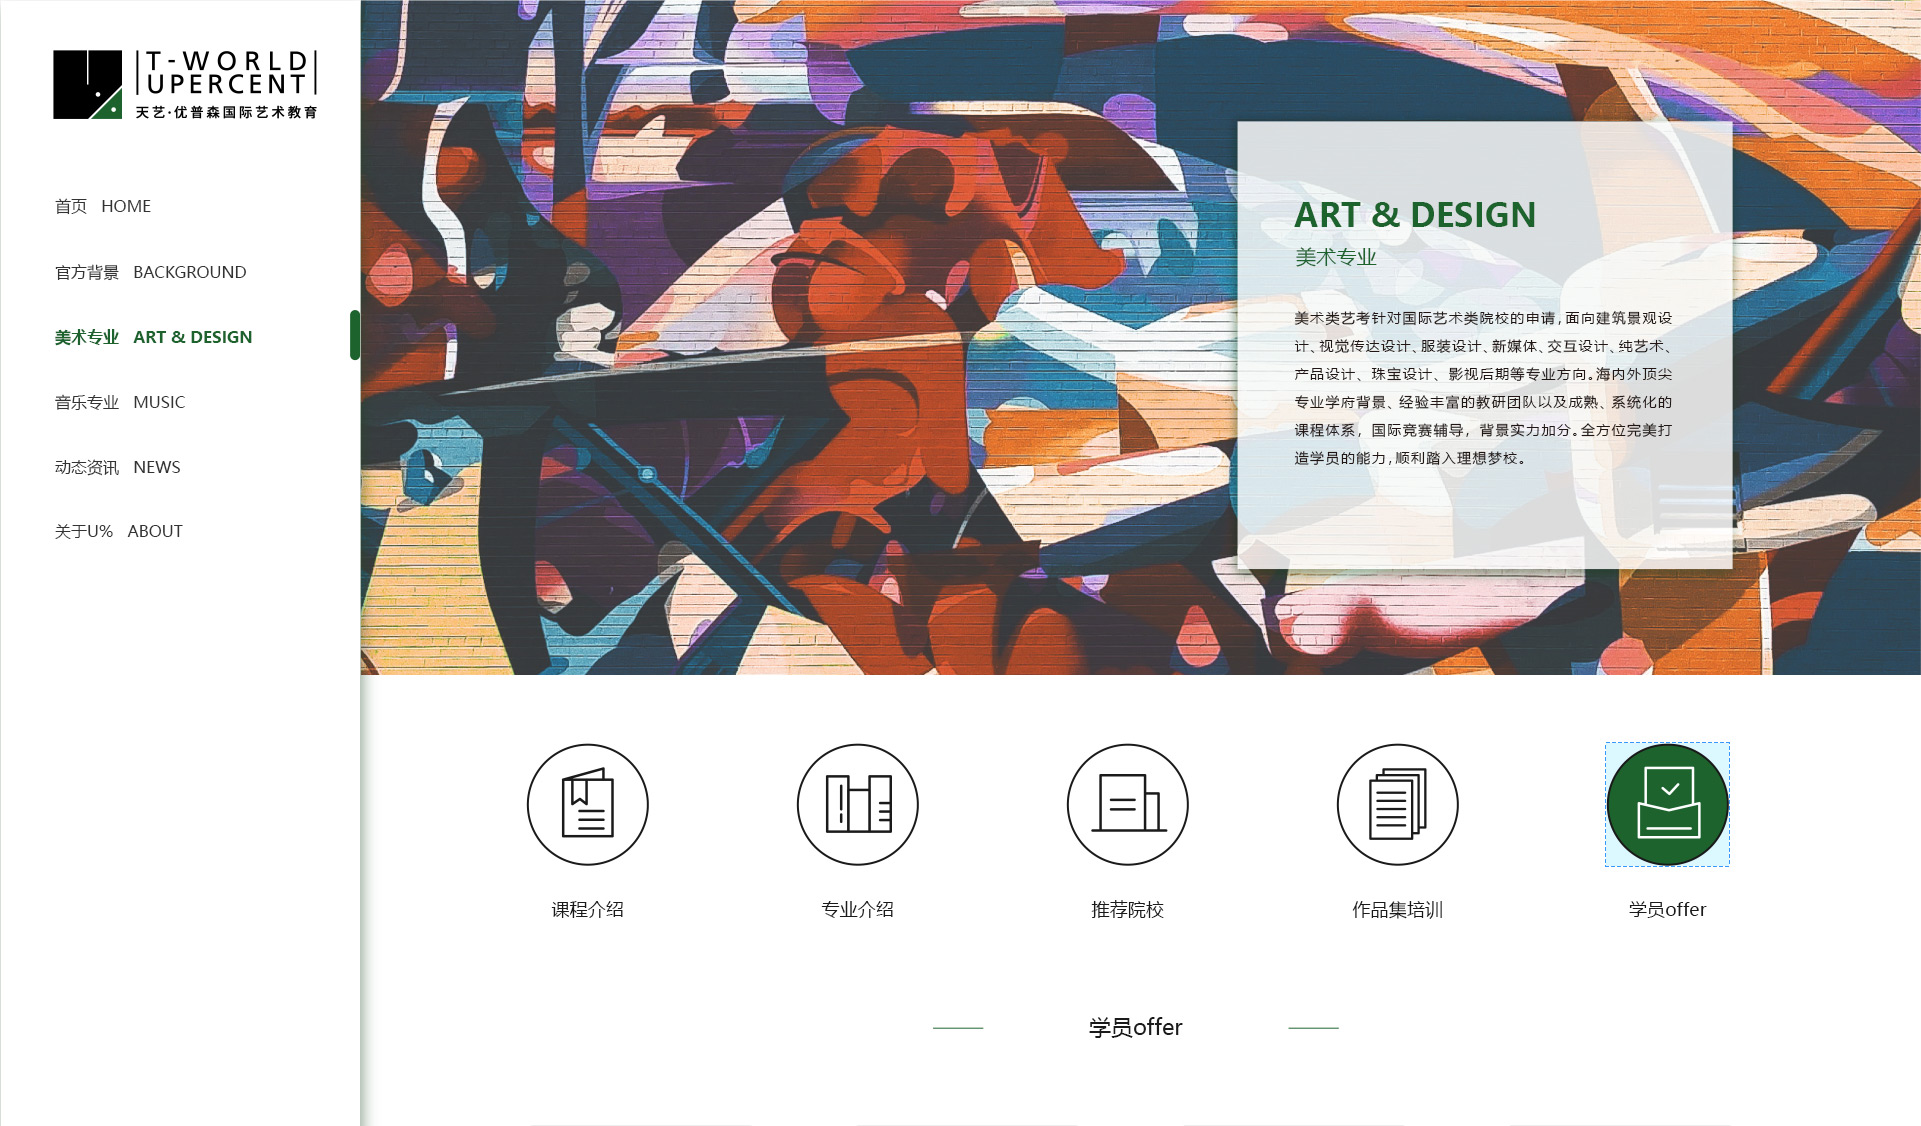 T-WORLD
UPERCENT
天艺·优普森国际艺术教育
首页 HOME
官方背景 BACKGROUND
美术专业 ART & DESIGN
音乐专业 MUSIC
动态资讯 NEWS
关于U% ABOUT
ART & DESIGN
美术专业
美术类艺考针对国际艺术类院校的申请，面向建筑景观设
计、视觉传达设计、服装设计、新媒体、交互设计、纯艺术、
产品设计、珠宝设计、影视后期等专业方向。海内外顶尖
专业学府背景、经验丰富的教研团队以及成熟、系统化的
课程体系，国际竞赛辅导，背景实力加分。全方位完美打
造学员的能力，顺利踏入理想梦校。
课程介绍
专业介绍
推荐院校
作品集培训
学员offer
学员offer